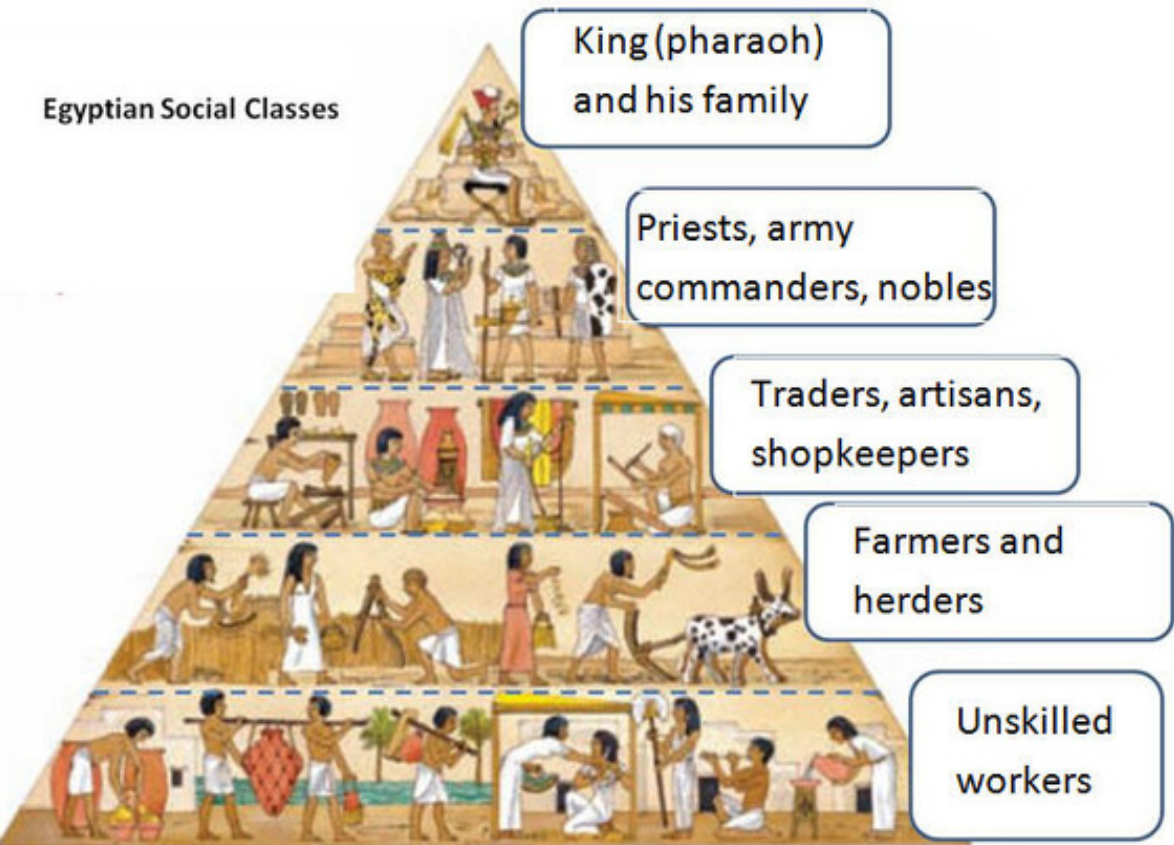 Egyptian Social Classes
King (pharaoh)
and his family
Priests, army
commanders, nobles
Traders, artisans,
shopkeepers
Farmers and
herders
Unskilled
workers